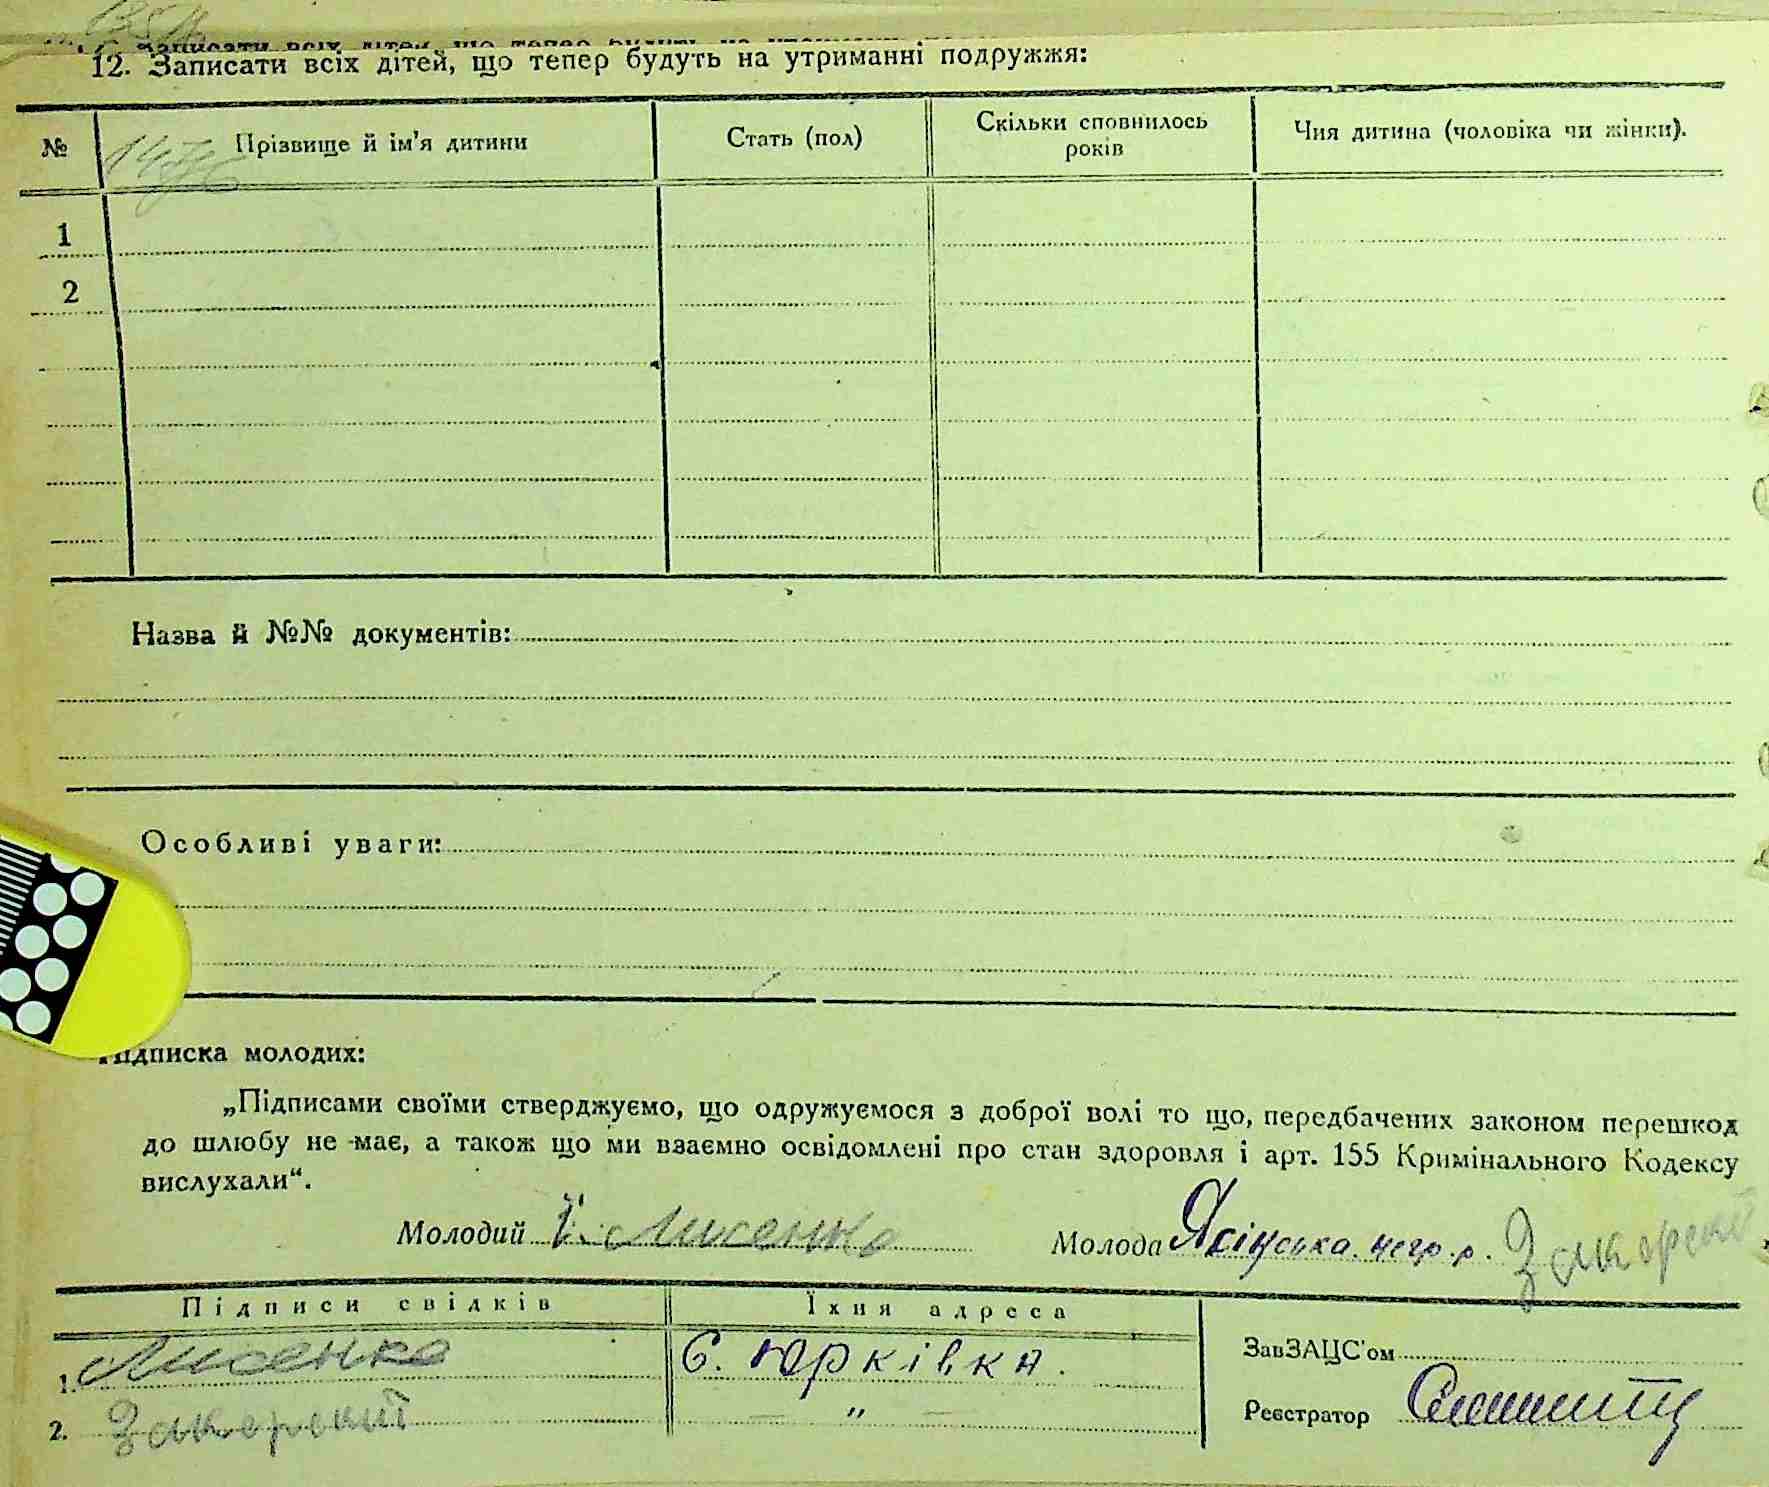 12. Записати всіх дітей, що тепер будуть на утриманні подружжя:
№ Прізвище й ім'я дитини Стать (пол) Скільки сповнилось років Чия дитина (чоловіка чи жінки).
1
2
Назва й №№ документів:
Особливі уваги:
Підписка молодих:
„Підписами своїми стверджуємо, що одружуємося з доброї волі то що, передбачених законом перешкод
до шлюбу не має, а також що ми взаємно освідомлені про стан здоровля і арт. 155 Кримінального Кодексу
вислухали“.
Молодий Лисенко Молода Ясінська негр. р.
Підписи свідків Їхня адреса
ЗавЗАЦС'ом
1. Лисенко С. Юрківка.
2. — „ — Реєстратор